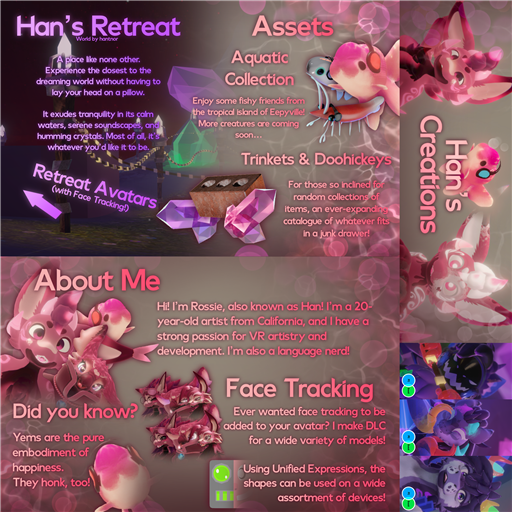 Han's Retreat
World by hantnor
A place like none other.
Experience the closest to the
dreaming world without having to
lay your head on a pillow.
It exudes tranquility in its calm
waters, serene soundscapes, and
humming crystals. Most of all, it's
whatever you'd like it to be.
Retreat Avatars
(with Face Tracking!)
Assets
Aquatic
Collection
Enjoy some fishy friends from
the tropical island of Eepyville!
More creatures are coming
soon...
Trinkets & Doohickeys
For those so inclined for
random collections of
items, an ever-expanding
catalogue of whatever fits
in a junk drawer!
Han's
Creations
About Me
Hi! I'm Rossie, also known as Han! I'm a 20-
year-old artist from California, and I have a
strong passion for VR artistry and
development. I'm also a language nerd!
Did you know?
Yems are the pure
embodiment of
happiness.
They honk, too!
Face Tracking
Ever wanted face tracking to be
added to your avatar? I make DLC
for a wide variety of models!
Using Unified Expressions, the
shapes can be used on a wide
assortment of devices!